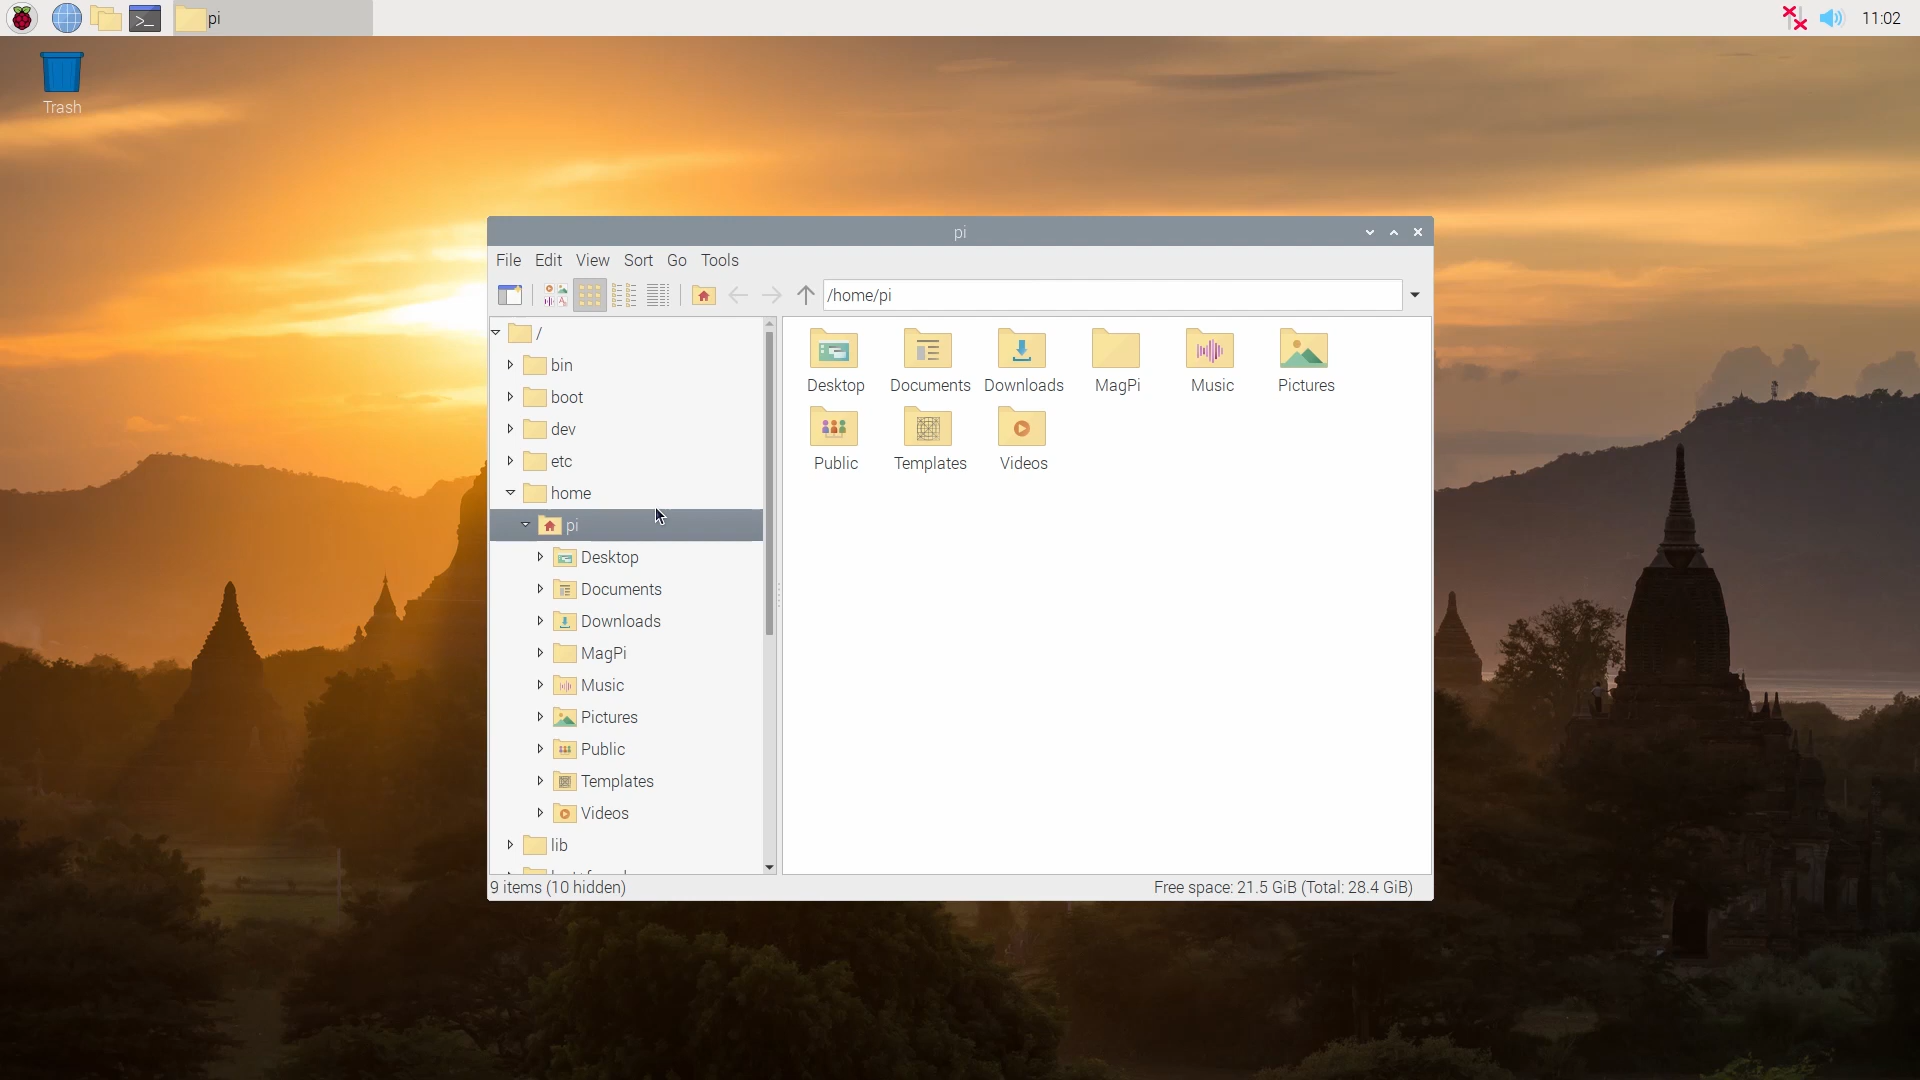 pi
11:02
Trash
pi
File Edit View Sort Go Tools
/home/pi
/
bin
boot
dev
etc
home
pi
Desktop
Documents
Downloads
MagPi
Music
Pictures
Public
Templates
Videos
lib
Desktop Documents Downloads MagPi Music Pictures
Public Templates Videos
9 items (10 hidden)
Free space: 21.5 GiB (Total: 28.4 GiB)